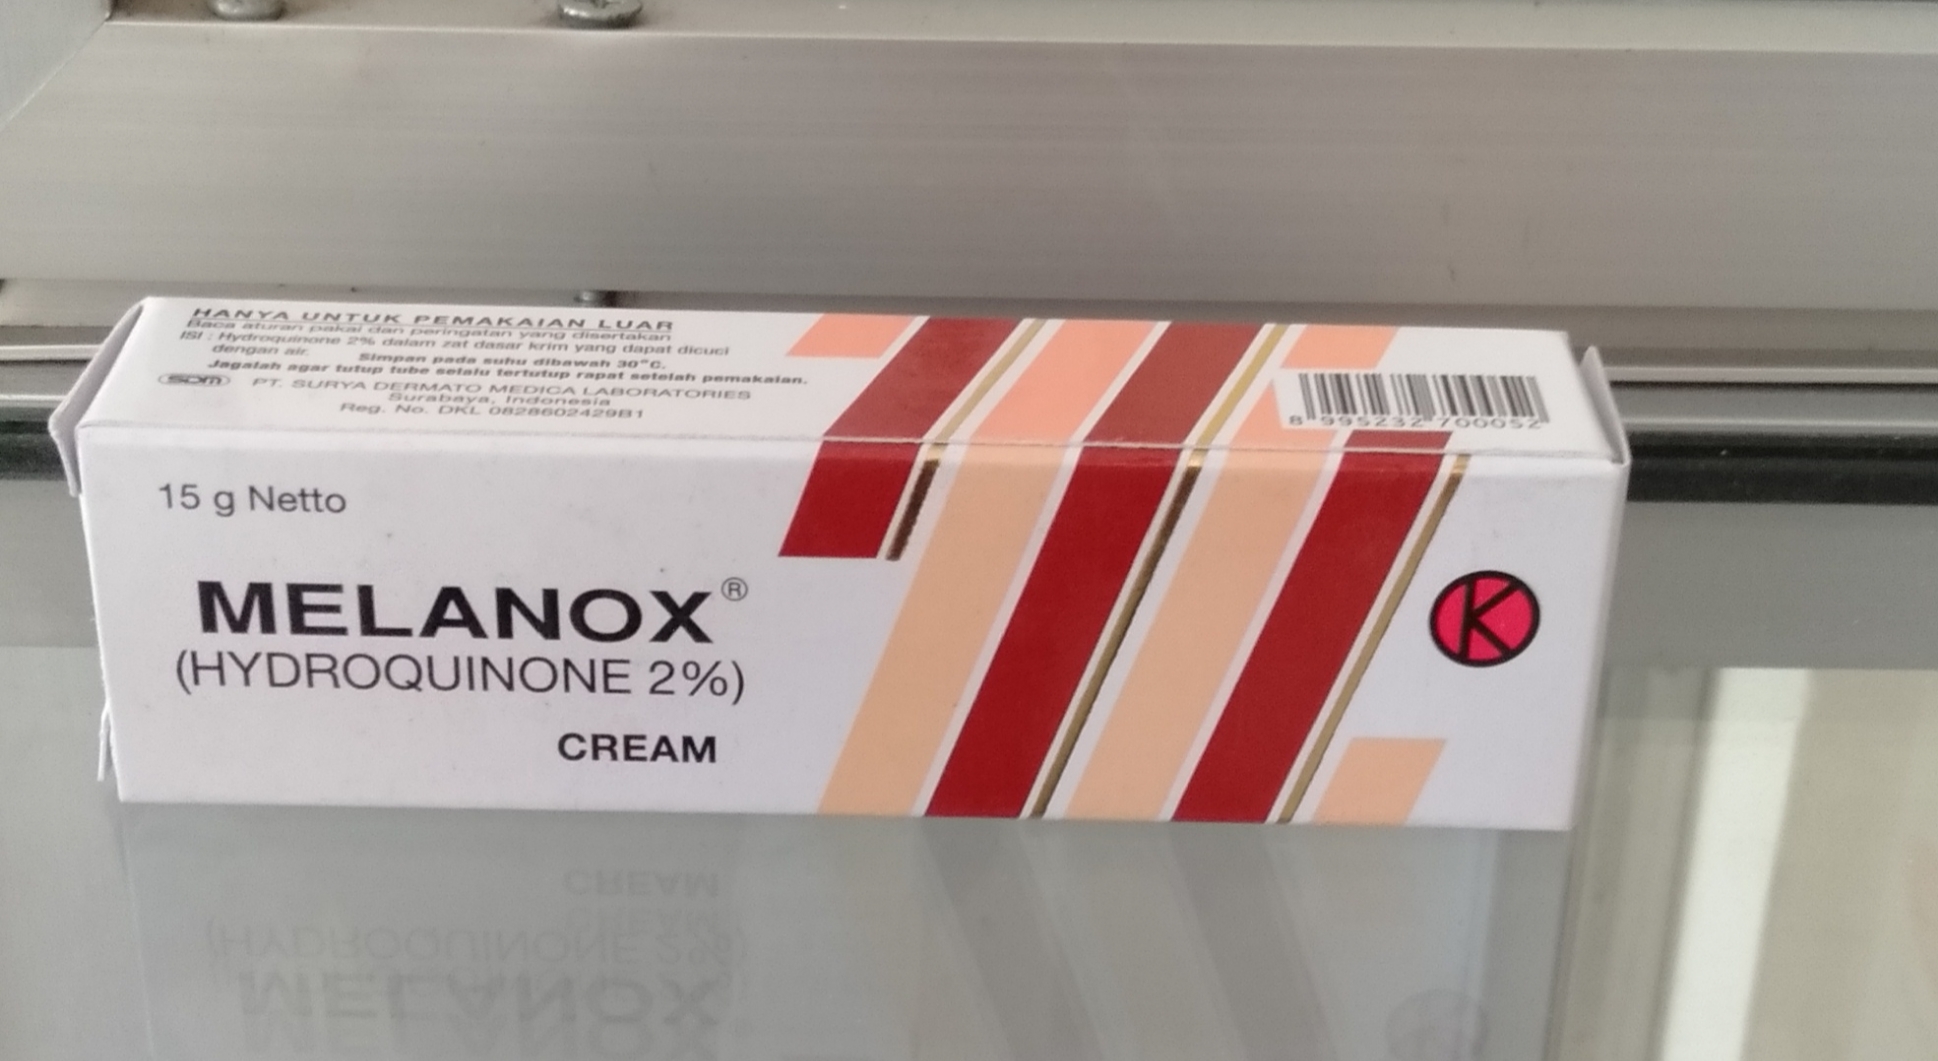 HANYA UNTUK PEMAKAIAN LUAR
Baca aturan pakai dan peringatan yang disertakan
ISI : Hydroquinone 2% dalam zat dasar krim yang dapat dicuci
dengan air. Simpan pada suhu dibawah 30°C.
Jagalah agar tutup tube selalu tertutup rapat setelah pemakaian.
SDM PT. SURYA DERMATO MEDICA LABORATORIES
Surabaya, Indonesia
Reg. No. DKL 0828602429B1
8 995232 700052
15 g Netto
MELANOX®
(HYDROQUINONE 2%)
CREAM
K